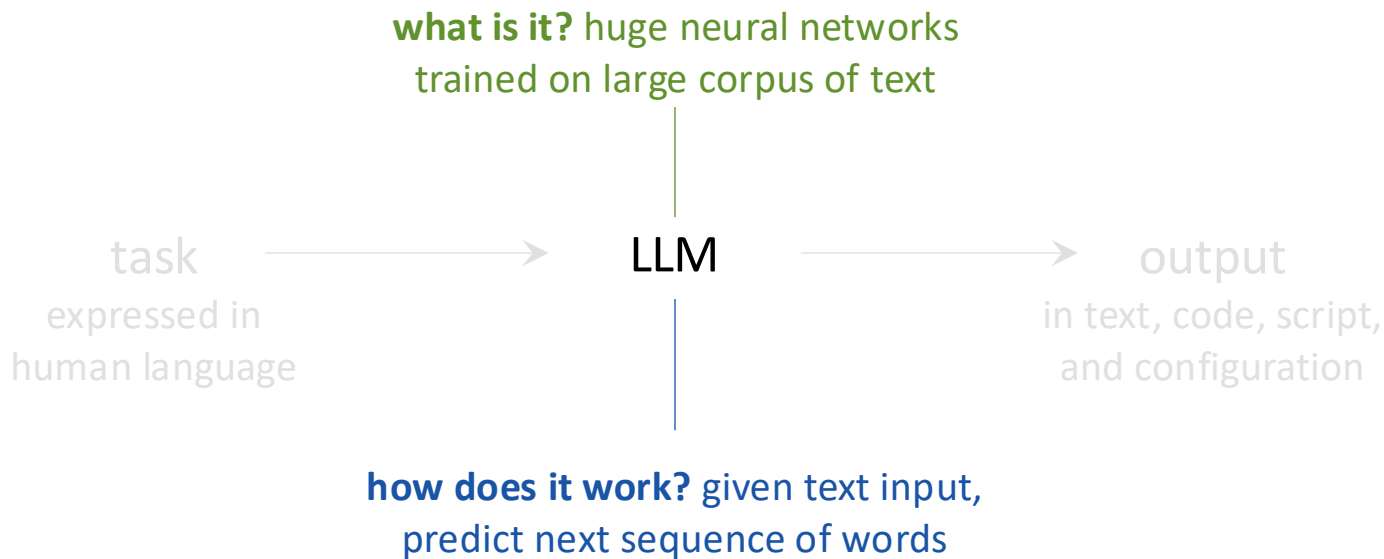 what is it? huge neural networks
trained on large corpus of text
task
expressed in
human language
LLM
output
in text, code, script,
and configuration
how does it work? given text input,
predict next sequence of words